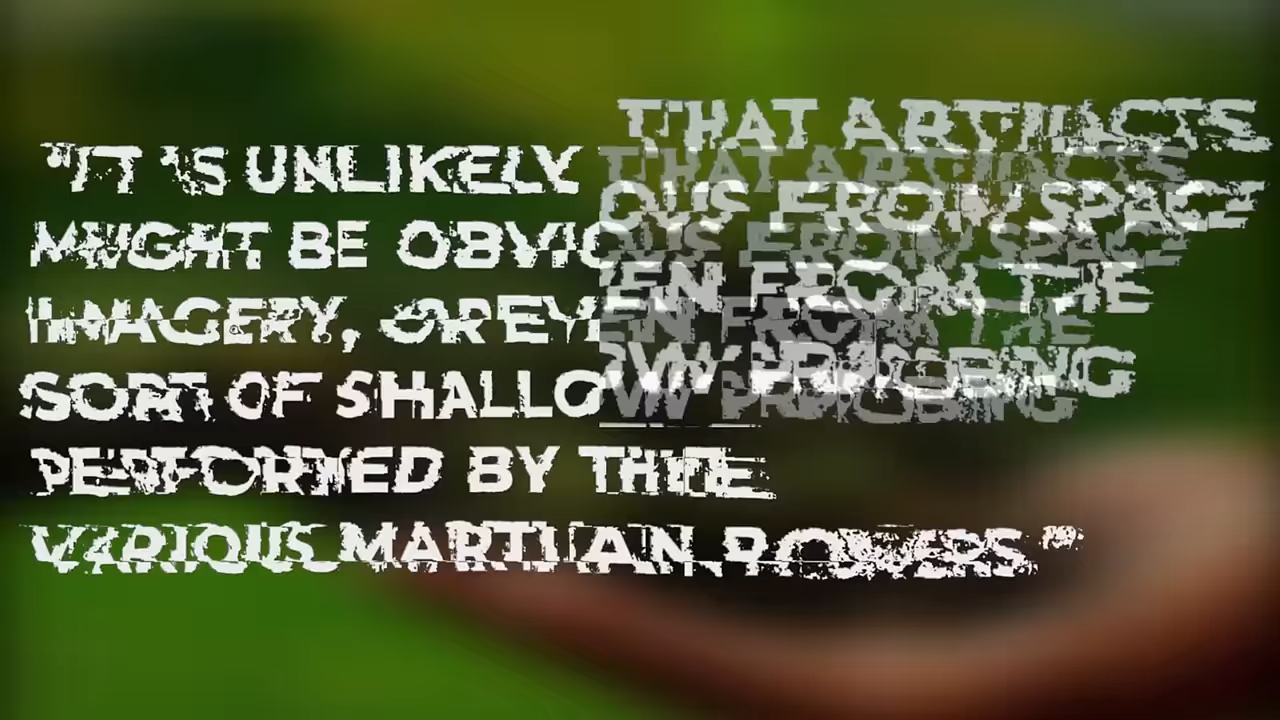 "IT IS UNLIKELY THAT ARTIFACTS
MIGHT BE OBVIOUS FROM SPACE
IMAGERY, OR EVEN FROM THE
SORT OF SHALLOW PROBING
PERFORMED BY THE
VARIOUS MARTIAN ROVERS."